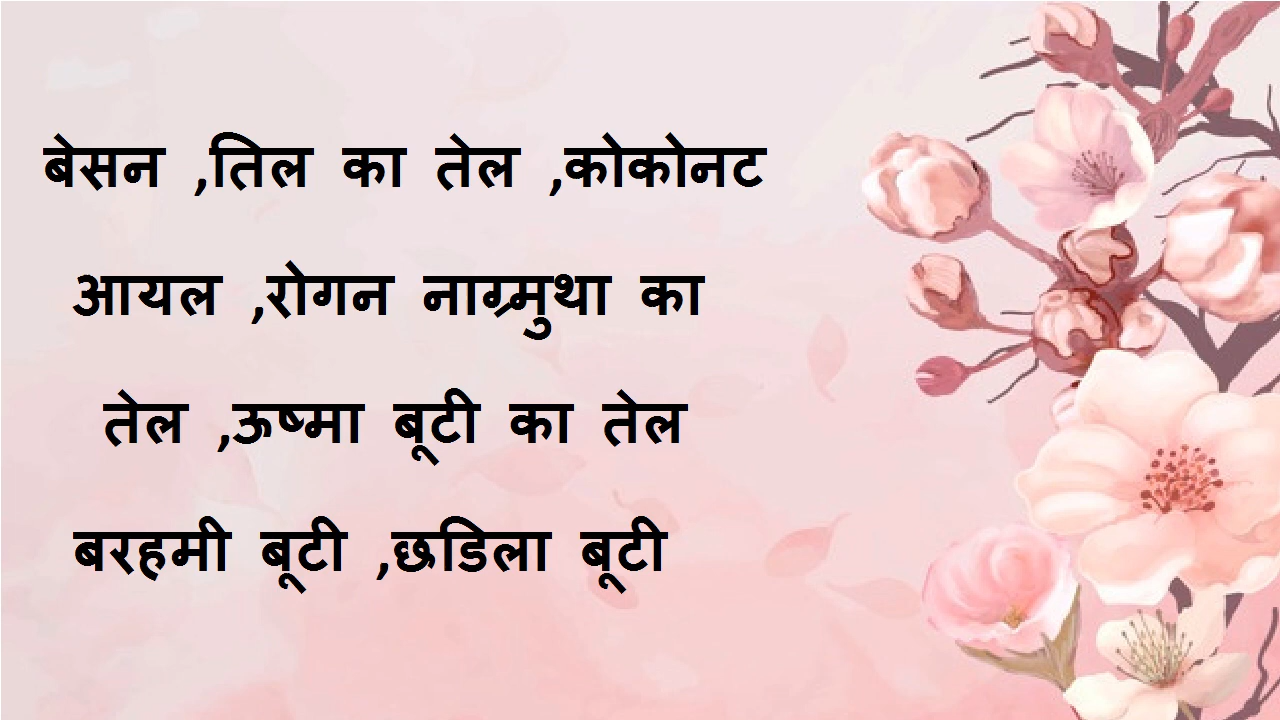 बेसन ,तिल का तेल ,कोकोनट
आयल ,रोगन नाग्र्मुथा का
तेल ,ऊष्मा बूटी का तेल
बरहमी बूटी ,छडिला बूटी